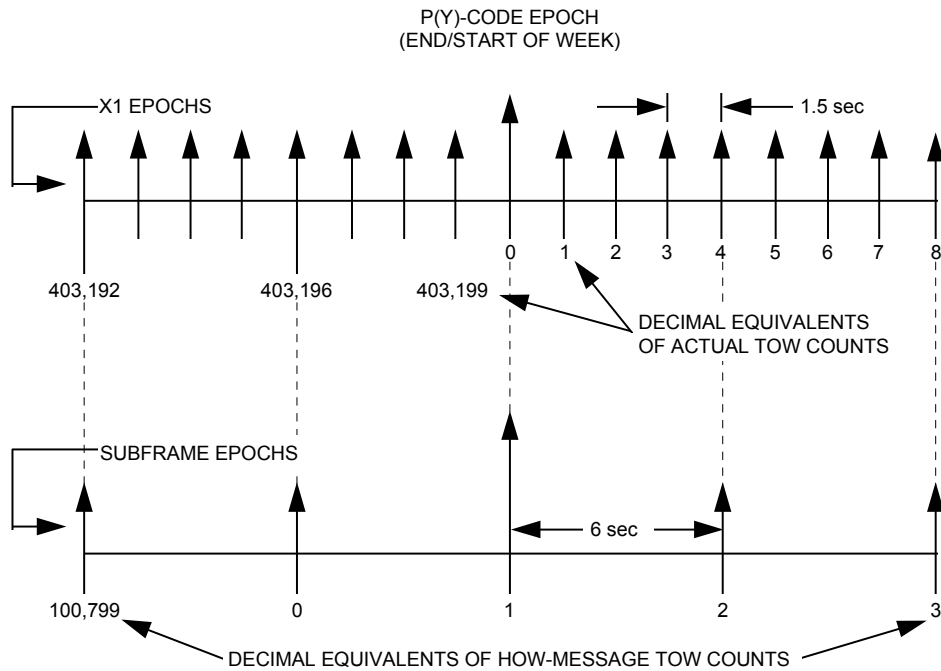 P(Y)-CODE EPOCH
(END/START OF WEEK)
X1 EPOCHS
1.5 sec
0 1 2 3 4 5 6 7 8
403,192 403,196 403,199
DECIMAL EQUIVALENTS
OF ACTUAL TOW COUNTS
SUBFRAME EPOCHS
6 sec
100,799 0 1 2 3
DECIMAL EQUIVALENTS OF HOW-MESSAGE TOW COUNTS